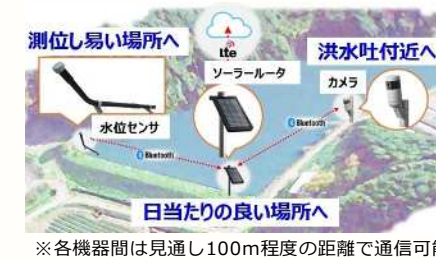 測位し易い場所へ
Lte
洪水吐付近へ
ソーラールータ
カメラ
水位センサ
Bluetooth
Bluetooth
日当たりの良い場所へ
※各機器間は見通し100m程度の距離で通信可能